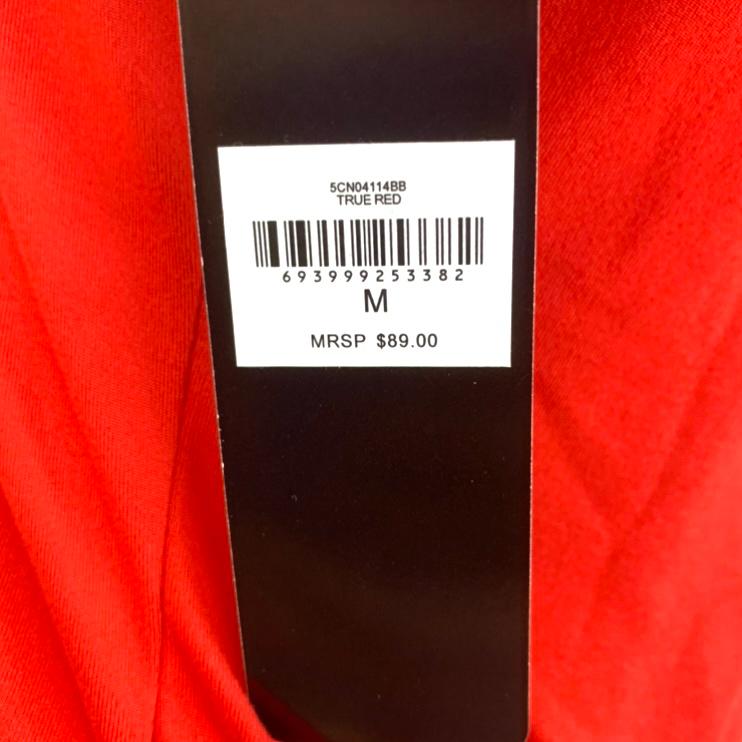 5CN04114BB
TRUE RED
693999253382
M
MRSP $89.00